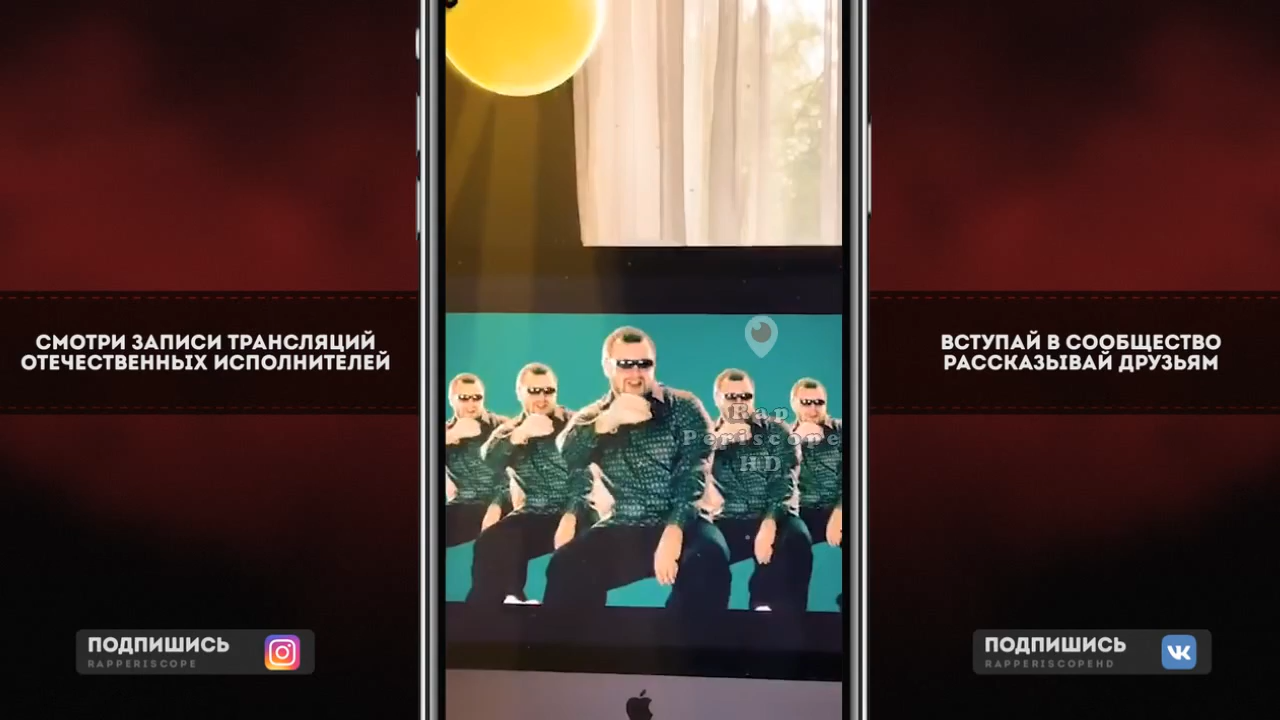 СМОТРИ ЗАПИСИ ТРАНСЛЯЦИЙ
ОТЕЧЕСТВЕННЫХ ИСПОЛНИТЕЛЕЙ
ПОДПИШИСЬ
RAPPERISCOPE
Rap
Periscope
HD
ВСТУПАЙ В СООБЩЕСТВО
РАССКАЗЫВАЙ ДРУЗЬЯМ
ПОДПИШИСЬ
RAPPERISCOPEHD